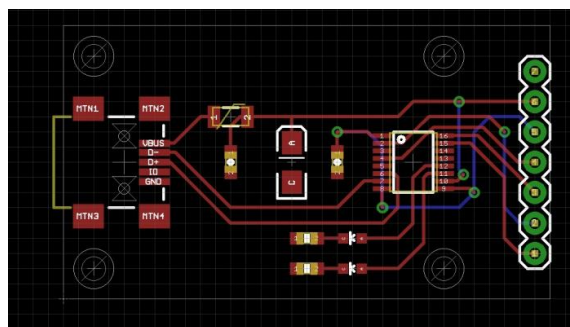 MTN1 MTN2
VBUS
D-
D+
ID
GND
MTN3 MTN4
1 2
A
C
1 16
2 15
3 14
4 13
5 12
6 11
7 10
8 9